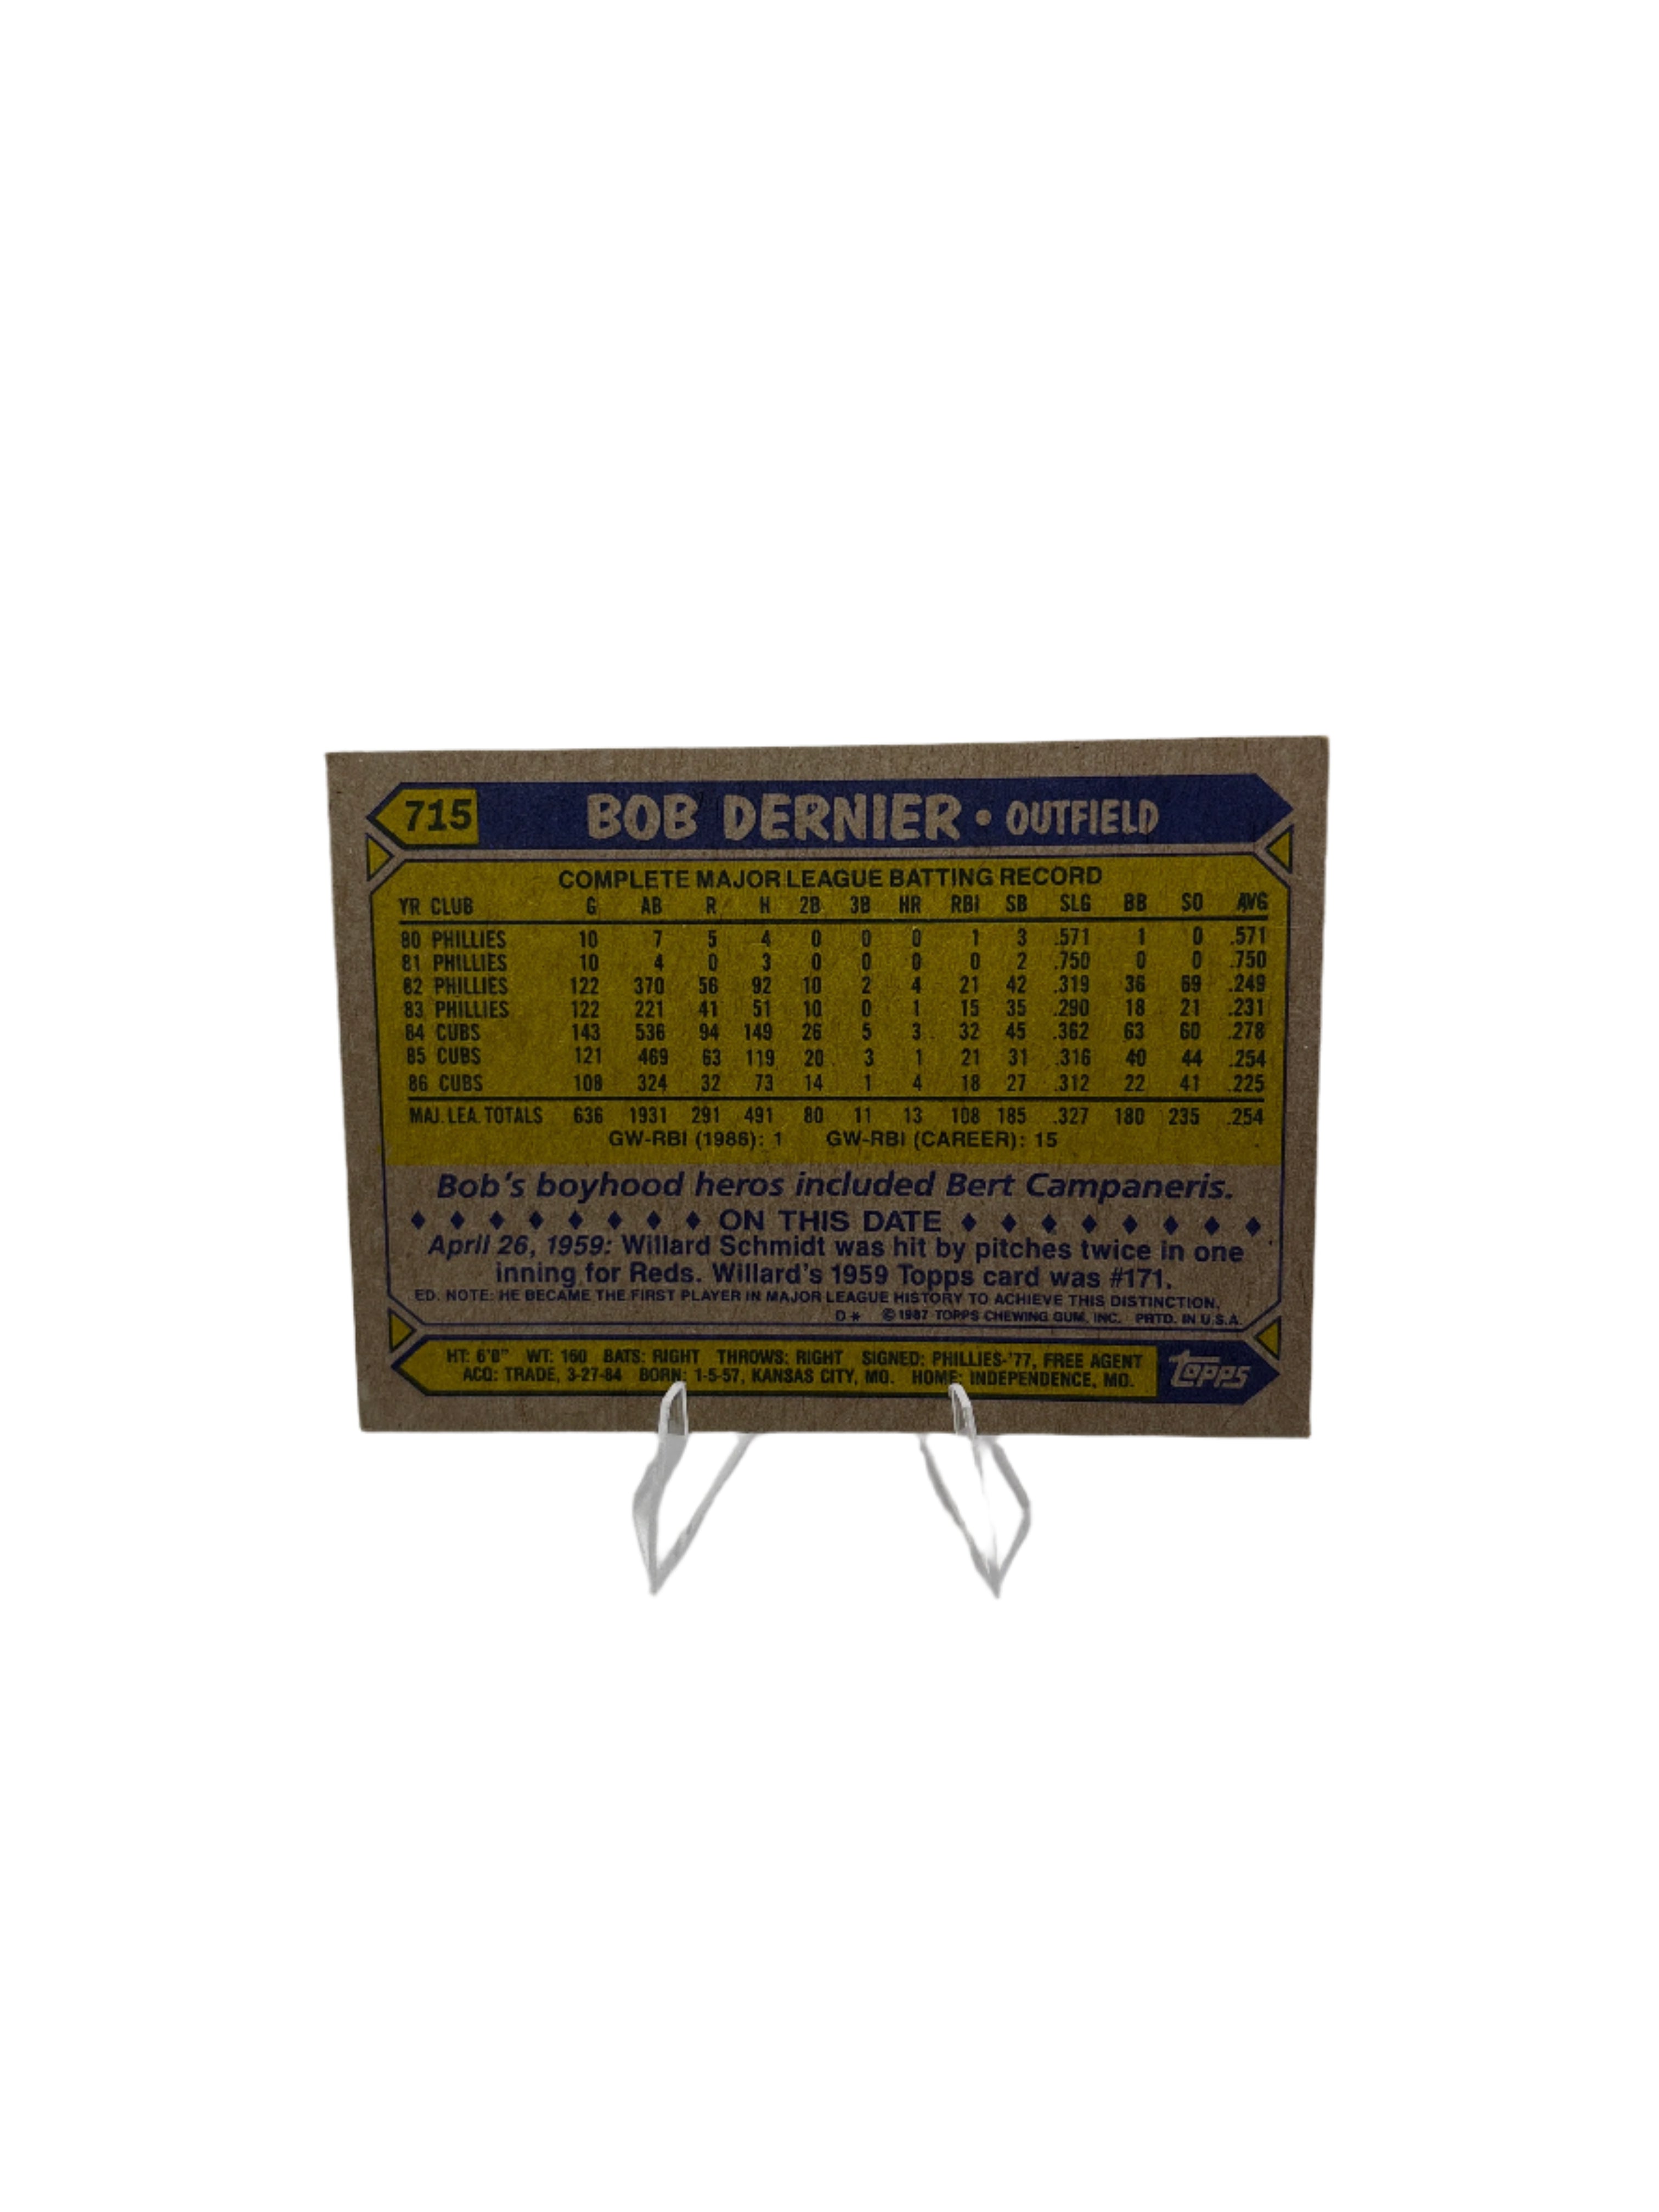 715 BOB DERNIER • OUTFIELD
COMPLETE MAJOR LEAGUE BATTING RECORD
YR CLUB G AB R H 2B 3B HR RBI SB SLG BB SO AVG
80 PHILLIES 10 7 5 4 0 0 0 1 3 .571 1 0 .571
81 PHILLIES 10 4 0 3 0 0 0 0 2 .750 0 0 .750
82 PHILLIES 122 370 56 92 10 2 4 21 42 .319 36 69 .249
83 PHILLIES 122 221 41 51 10 0 1 15 35 .290 18 21 .231
84 CUBS 143 536 94 149 26 5 3 32 45 .362 63 60 .278
85 CUBS 121 469 63 119 20 3 1 21 31 .316 40 44 .254
86 CUBS 108 324 32 73 14 1 4 18 27 .312 22 41 .225
MAJ. LEA. TOTALS 636 1931 291 491 80 11 13 108 185 .327 180 235 .254
GW-RBI (1986): 1 GW-RBI (CAREER): 15
Bob's boyhood heros included Bert Campaneris.
ON THIS DATE
April 26, 1959: Willard Schmidt was hit by pitches twice in one
inning for Reds. Willard's 1959 Topps card was #171.
ED. NOTE: HE BECAME THE FIRST PLAYER IN MAJOR LEAGUE HISTORY TO ACHIEVE THIS DISTINCTION.
D* © 1987 TOPPS CHEWING GUM, INC. PRTD. IN U.S.A.
HT: 6'0" WT: 160 BATS: RIGHT THROWS: RIGHT SIGNED: PHILLIES-'77, FREE AGENT
ACQ: TRADE, 3-27-84 BORN: 1-5-57, KANSAS CITY, MO. HOME: INDEPENDENCE, MO.
topps